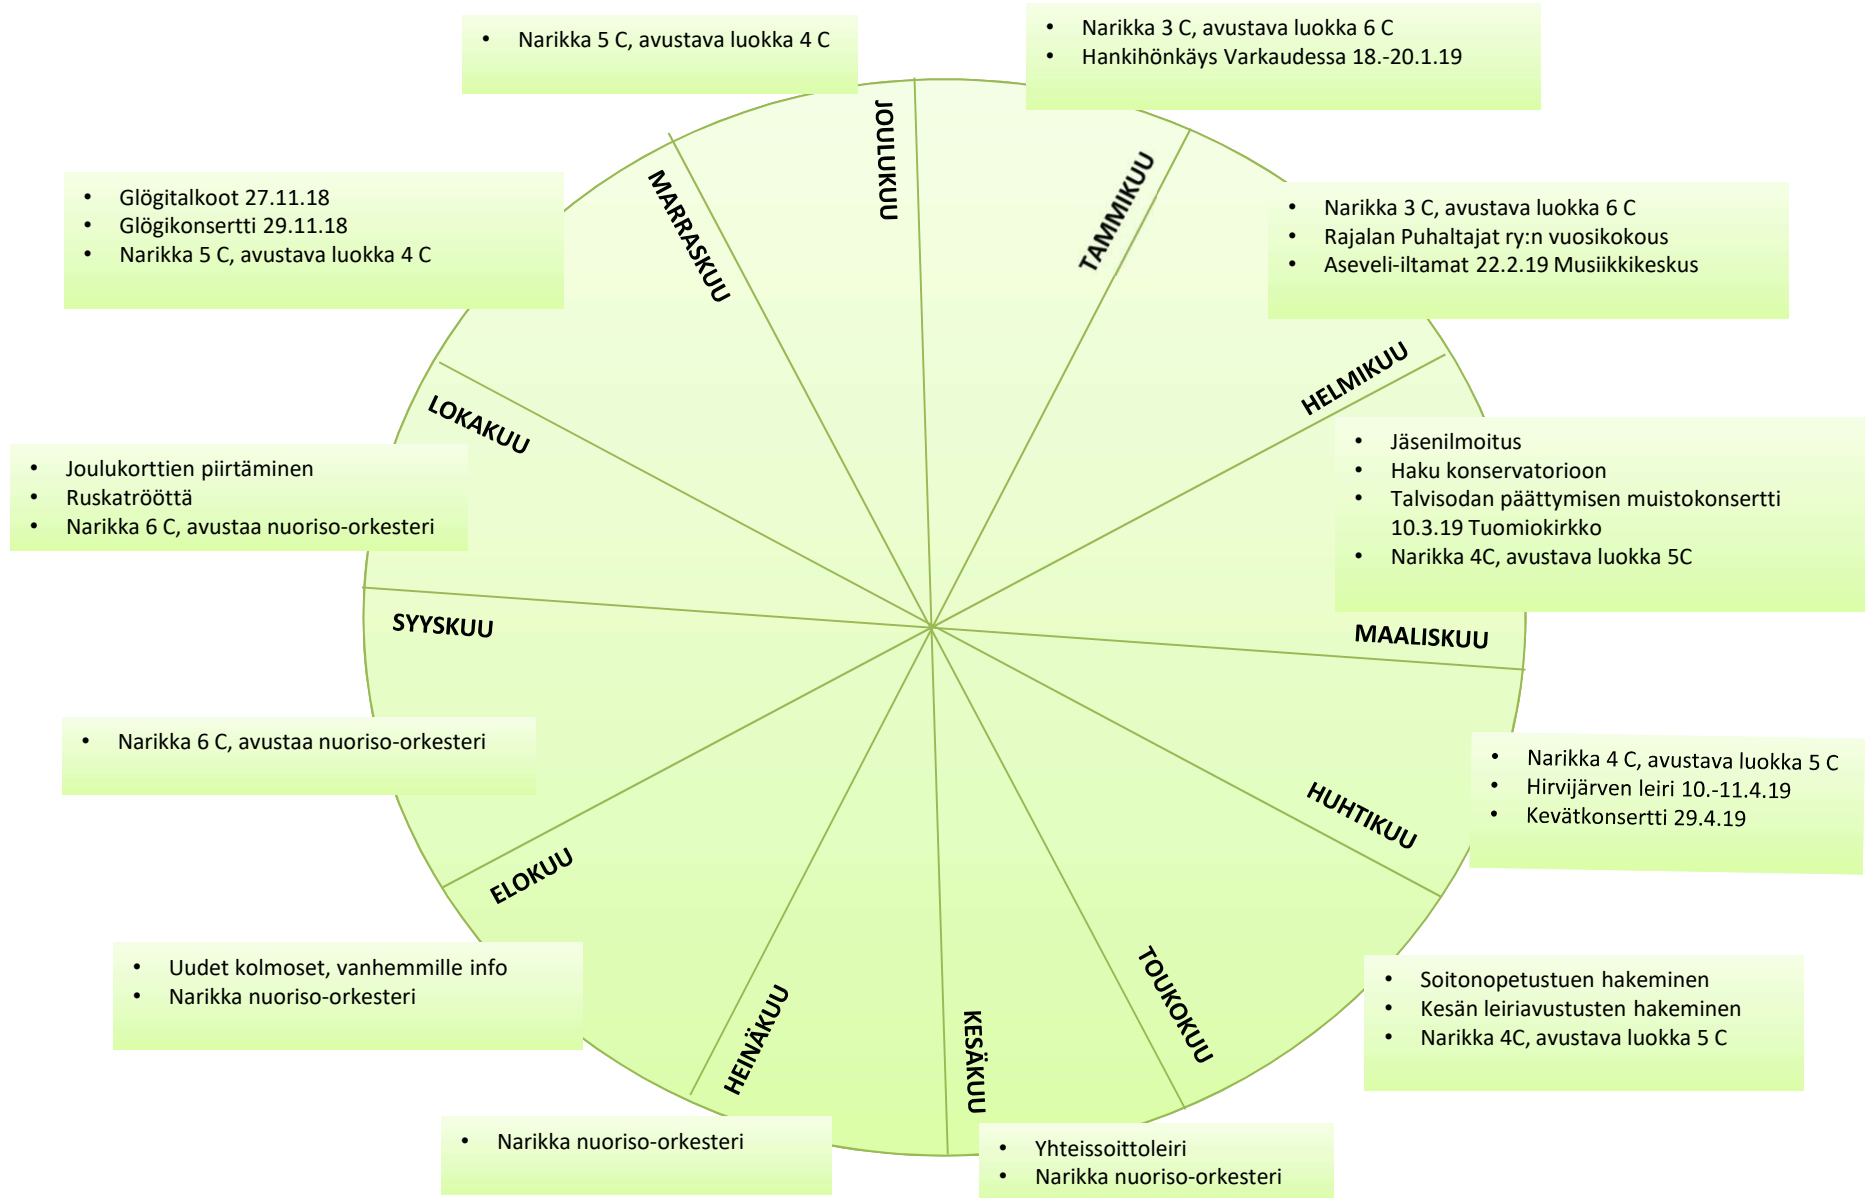 • Narikka 5 C, avustava luokka 4 C
JOULUKUU
• Narikka 3 C, avustava luokka 6 C
• Hankihönkäys Varkaudessa 18.-20.1.19
TAMMIKUU
• Narikka 3 C, avustava luokka 6 C
• Rajalan Puhaltajat ry:n vuosikokous
• Aseveli-iltamat 22.2.19 Musiikkikeskus
HELMIKUU
• Jäsenilmoitus
• Haku konservatorioon
• Talvisodan päättymisen muistokonsertti
10.3.19 Tuomiokirkko
• Narikka 4C, avustava luokka 5C
MAALISKUU
• Narikka 4 C, avustava luokka 5 C
• Hirvijärven leiri 10.-11.4.19
• Kevätkonsertti 29.4.19
HUHTIKUU
• Soitonopetustuen hakeminen
• Kesän leiriavustusten hakeminen
• Narikka 4C, avustava luokka 5 C
TOUKOKUU
• Yhteissoittoleiri
• Narikka nuoriso-orkesteri
KESÄKUU
• Narikka nuoriso-orkesteri
HEINÄKUU
• Uudet kolmoset, vanhemmille info
• Narikka nuoriso-orkesteri
ELOKUU
• Narikka 6 C, avustaa nuoriso-orkesteri
SYYSKUU
• Joulukorttien piirtäminen
• Ruskatrööttä
• Narikka 6 C, avustaa nuoriso-orkesteri
LOKAKUU
• Glögitalkoot 27.11.18
• Glögikonsertti 29.11.18
• Narikka 5 C, avustava luokka 4 C
MARRASKUU